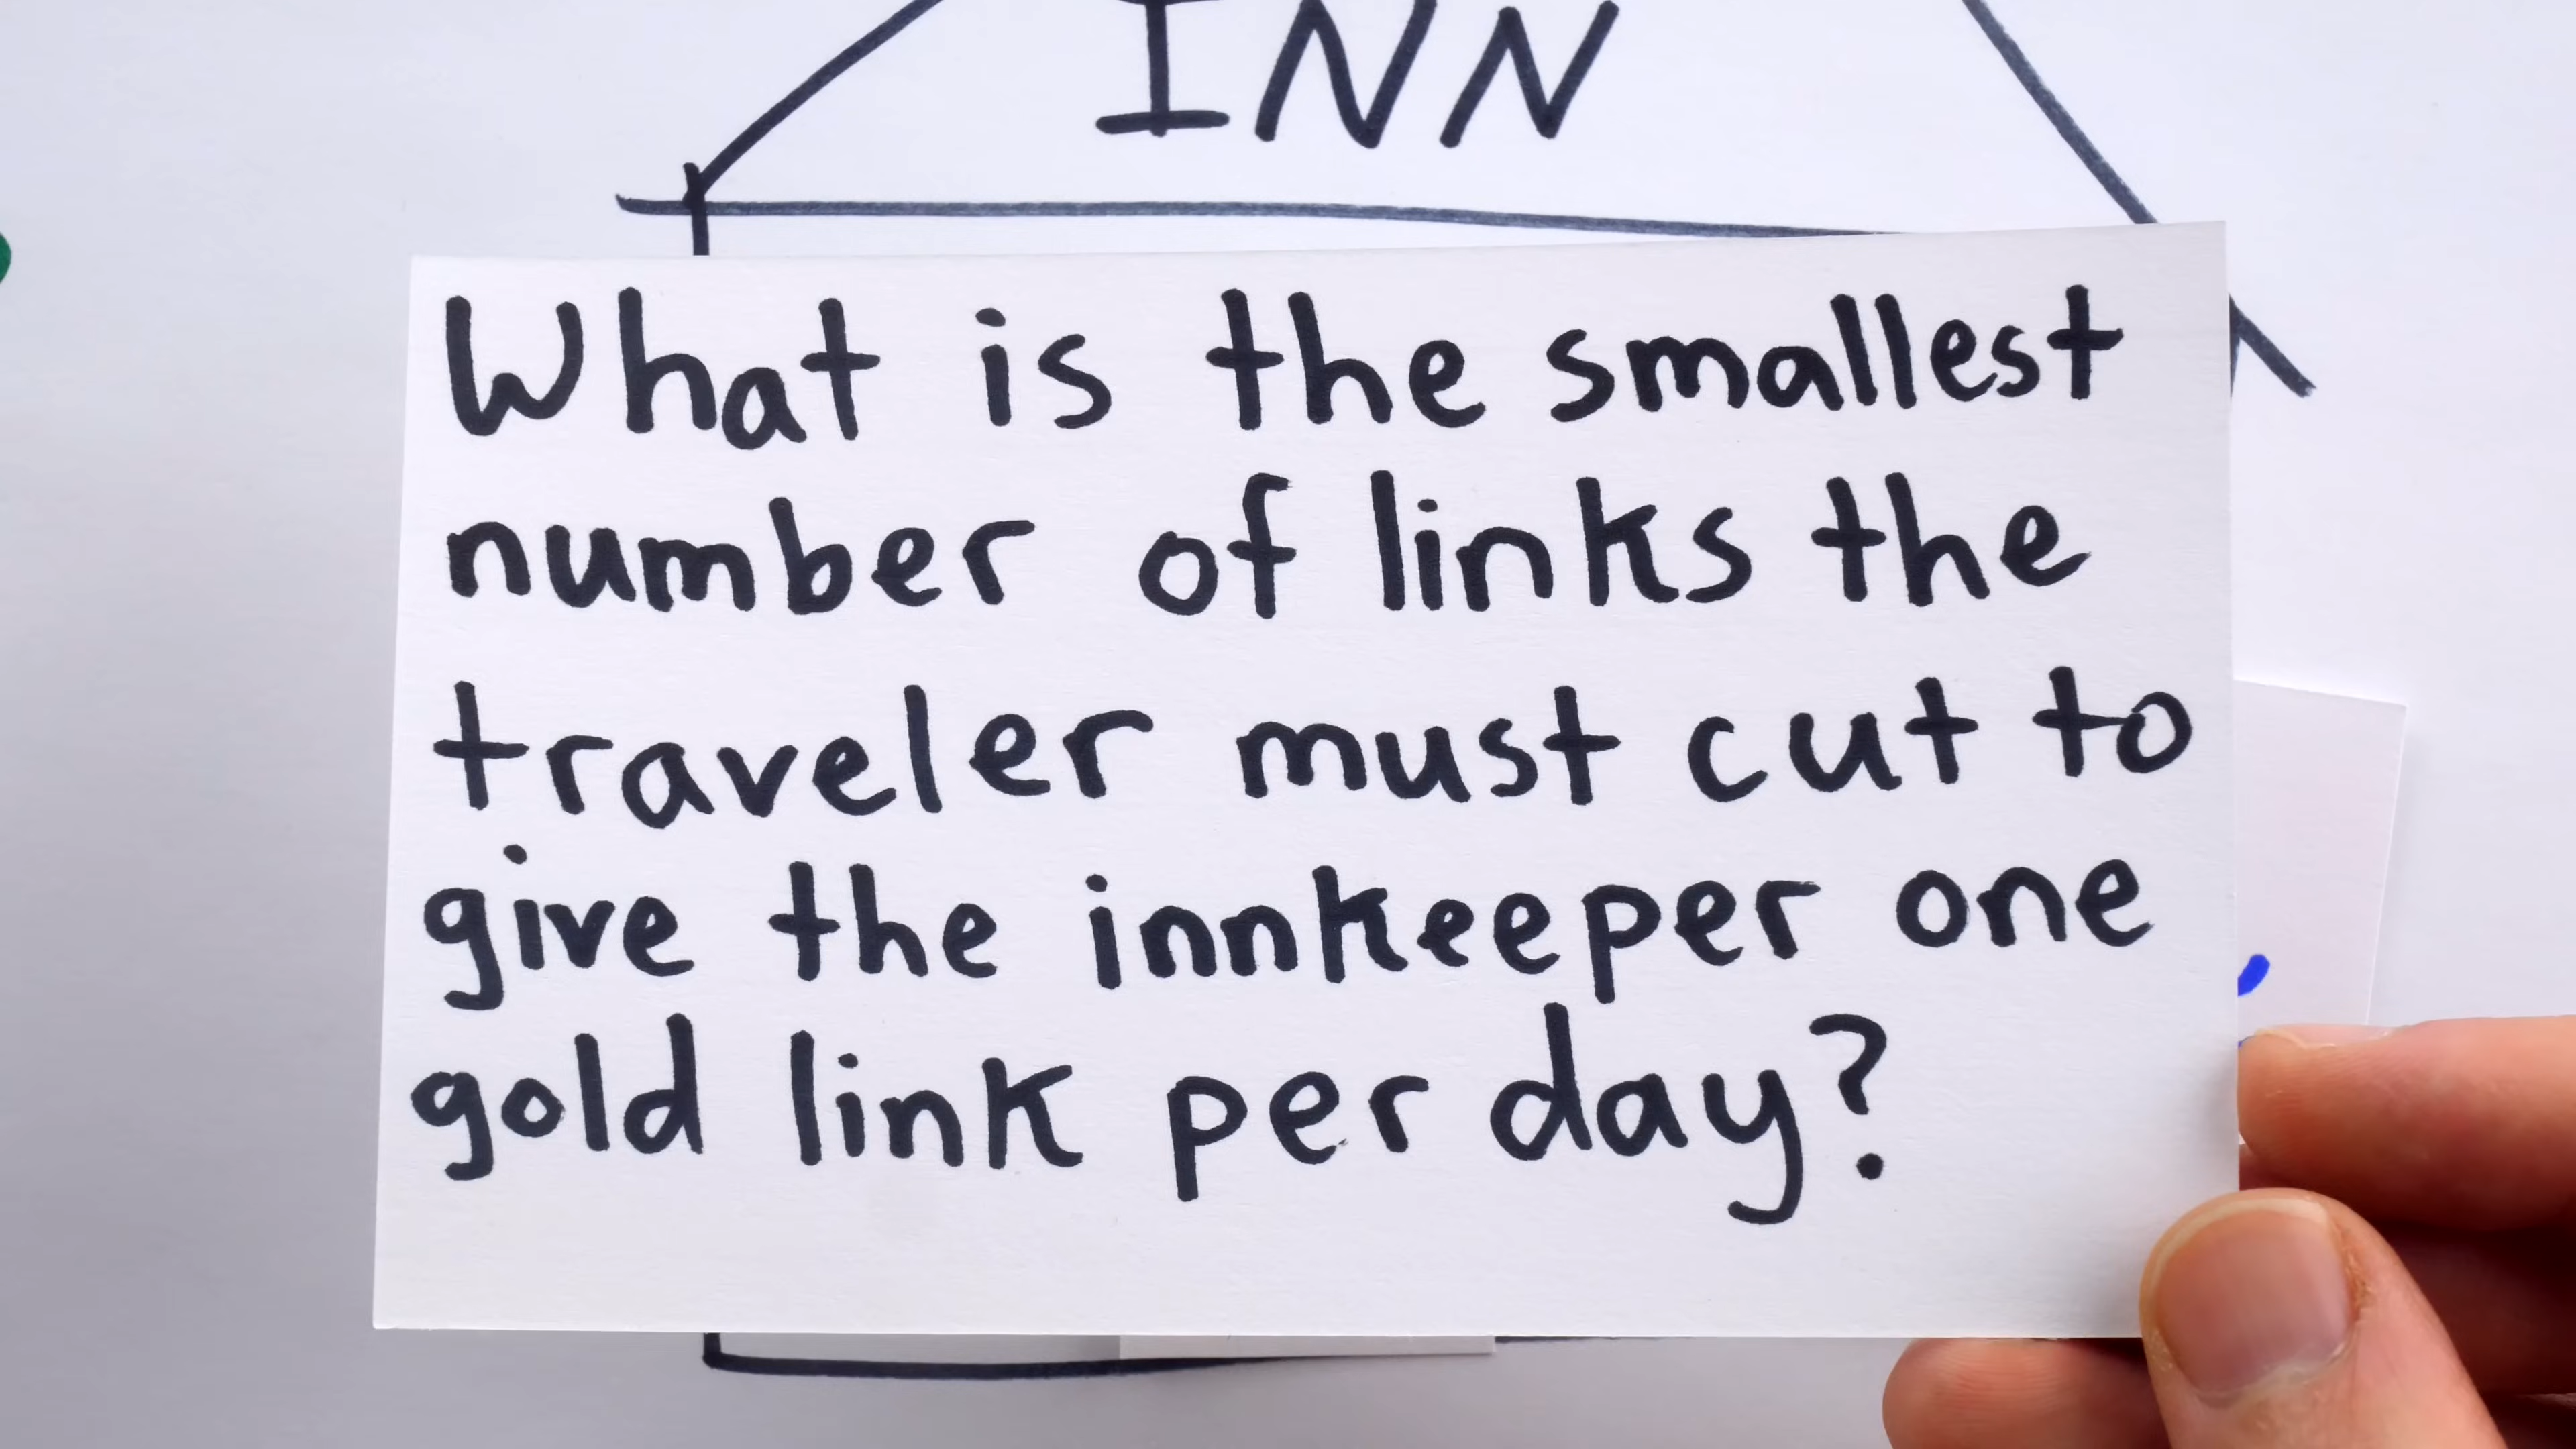 INN
What is the smallest
number of links the
traveler must cut to
give the innkeeper one
gold link per day?